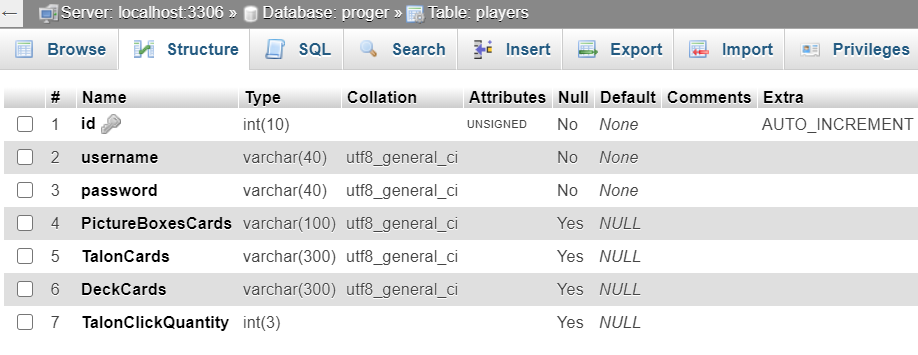 ← Server: localhost:3306 » Database: proger » Table: players
Browse Structure SQL Search Insert Export Import Privileges
# Name Type Collation Attributes Null Default Comments Extra
1 id int(10) UNSIGNED No None AUTO_INCREMENT
2 username varchar(40) utf8_general_ci No None
3 password varchar(40) utf8_general_ci No None
4 PictureBoxesCards varchar(100) utf8_general_ci Yes NULL
5 TalonCards varchar(300) utf8_general_ci Yes NULL
6 DeckCards varchar(300) utf8_general_ci Yes NULL
7 TalonClickQuantity int(3) Yes NULL